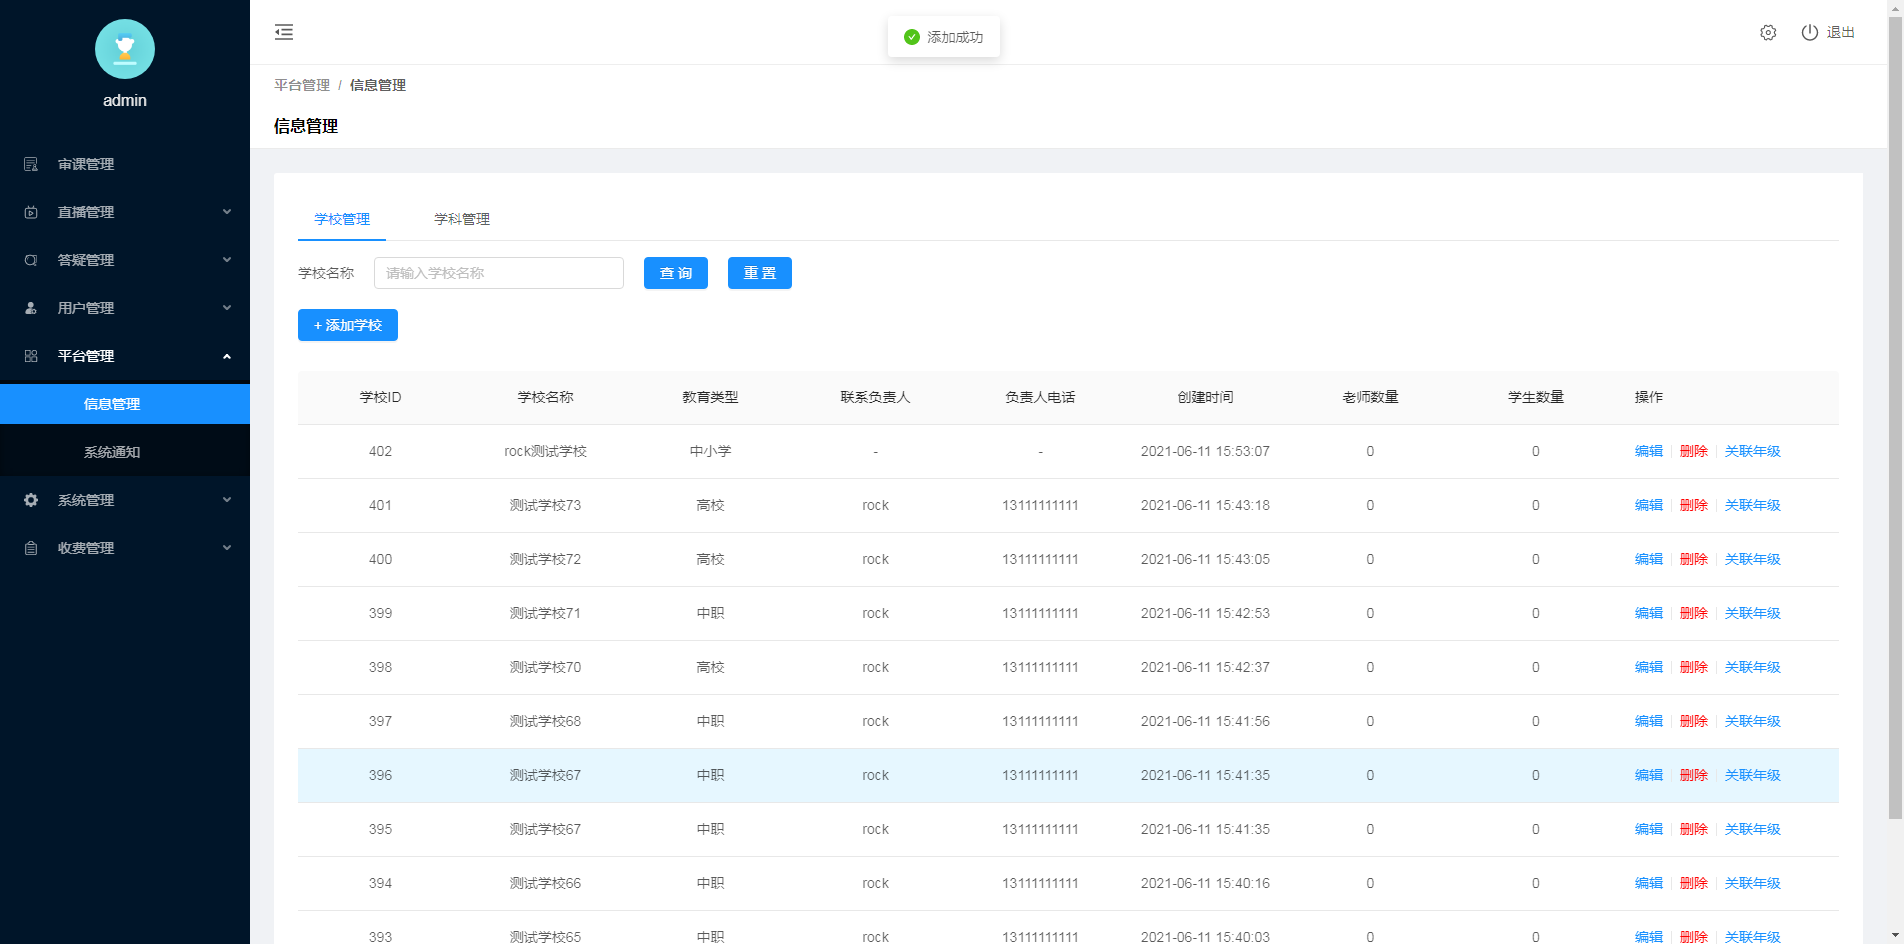 添加成功
退出
admin
平台管理 / 信息管理
信息管理
审课管理
直播管理
答疑管理
用户管理
平台管理
信息管理
系统通知
系统管理
收费管理
学校管理 学科管理
学校名称 请输入学校名称 查 询 重 置
+ 添加学校
学校ID 学校名称 教育类型 联系负责人 负责人电话 创建时间 老师数量 学生数量 操作
402 rock测试学校 中小学 - - 2021-06-11 15:53:07 0 0 编辑 删除 关联年级
401 测试学校73 高校 rock 13111111111 2021-06-11 15:43:18 0 0 编辑 删除 关联年级
400 测试学校72 高校 rock 13111111111 2021-06-11 15:43:05 0 0 编辑 删除 关联年级
399 测试学校71 中职 rock 13111111111 2021-06-11 15:42:53 0 0 编辑 删除 关联年级
398 测试学校70 高校 rock 13111111111 2021-06-11 15:42:37 0 0 编辑 删除 关联年级
397 测试学校68 中职 rock 13111111111 2021-06-11 15:41:56 0 0 编辑 删除 关联年级
396 测试学校67 中职 rock 13111111111 2021-06-11 15:41:35 0 0 编辑 删除 关联年级
395 测试学校67 中职 rock 13111111111 2021-06-11 15:41:35 0 0 编辑 删除 关联年级
394 测试学校66 中职 rock 13111111111 2021-06-11 15:40:16 0 0 编辑 删除 关联年级
393 测试学校65 中职 rock 13111111111 2021-06-11 15:40:03 0 0 编辑 删除 关联年级